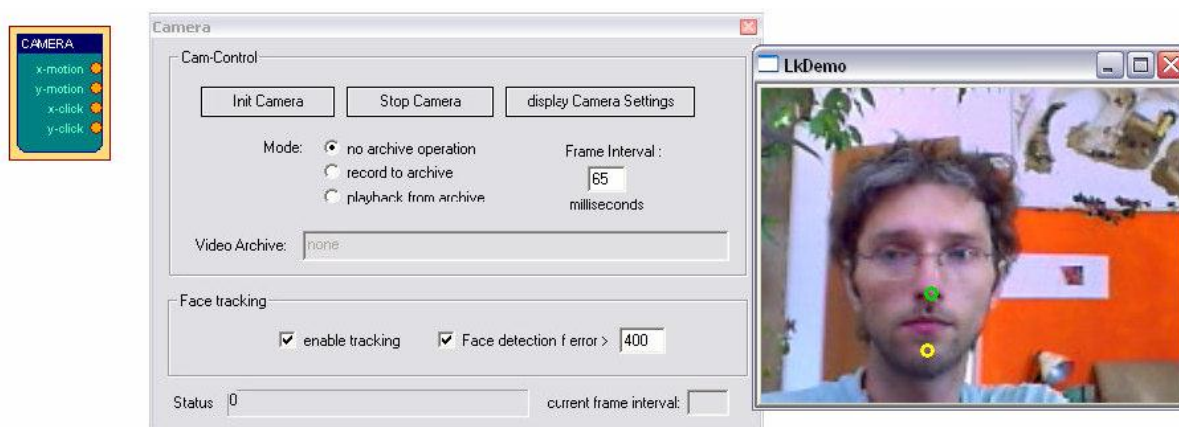 CAMERA
x-motion
y-motion
x-click
y-click
Camera
Cam-Control
Init Camera
Stop Camera
display Camera Settings
Mode:
no archive operation
record to archive
playback from archive
Frame Interval :
65
milliseconds
Video Archive:
none
Face tracking
enable tracking
Face detection f error > 400
Status 0
current frame interval:
LkDemo